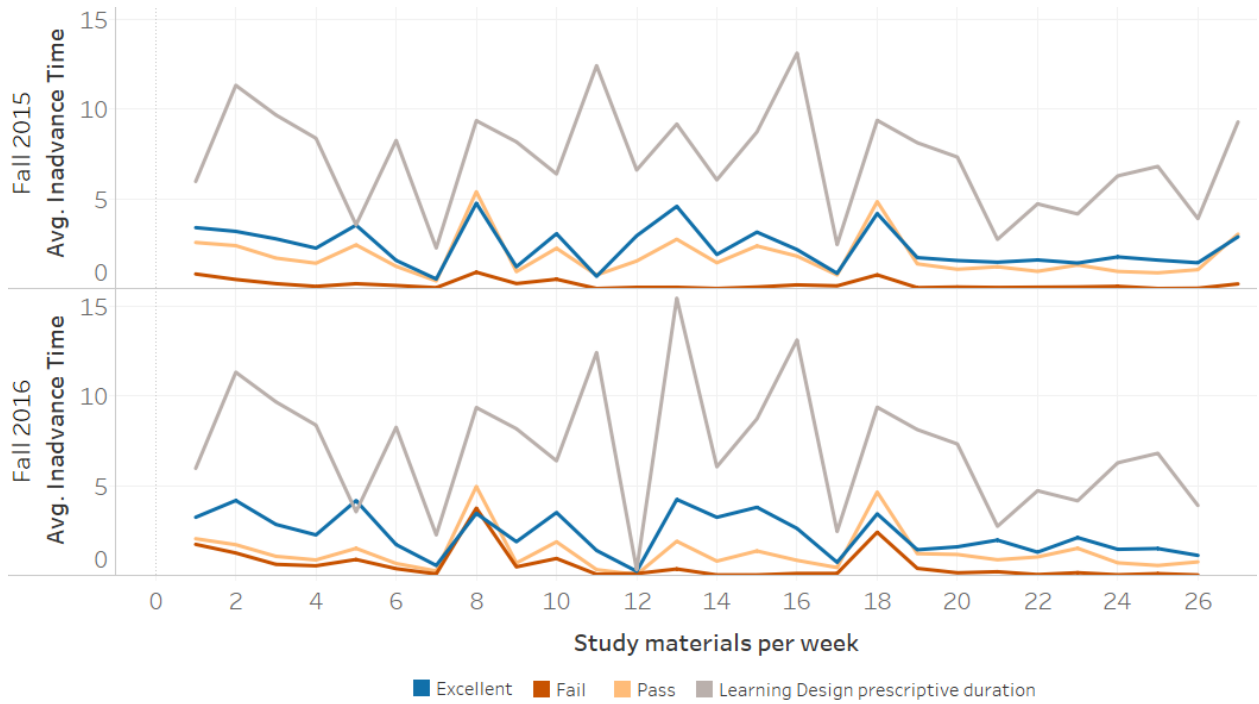 Fall 2015
Avg. Inadvance Time
15
10
5
0
Fall 2016
Avg. Inadvance Time
15
10
5
0
0 2 4 6 8 10 12 14 16 18 20 22 24 26
Study materials per week
Excellent Fail Pass Learning Design prescriptive duration